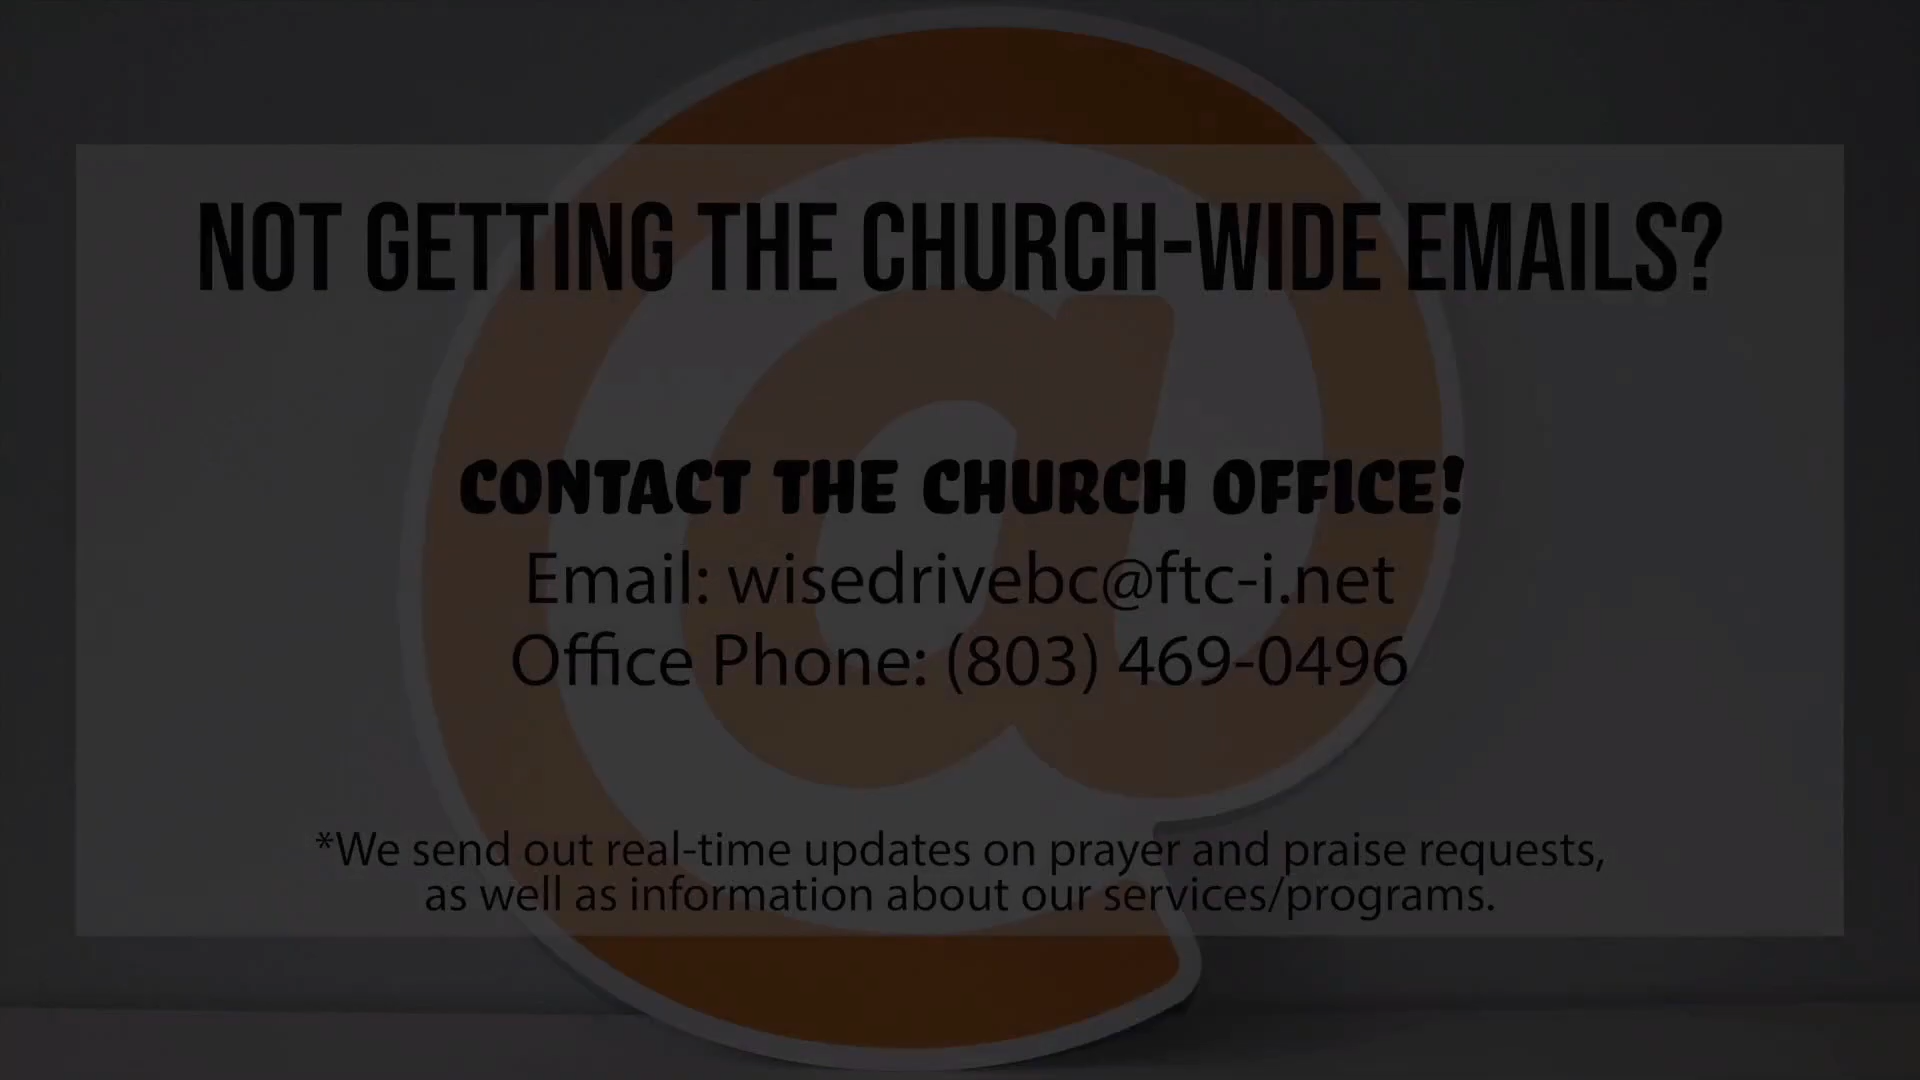 NOT GETTING THE CHURCH-WIDE EMAILS?
CONTACT THE CHURCH OFFICE!
Email: wisedrivebc@ftc-i.net
Office Phone: (803) 469-0496
*We send out real-time updates on prayer and praise requests,
as well as information about our services/programs.